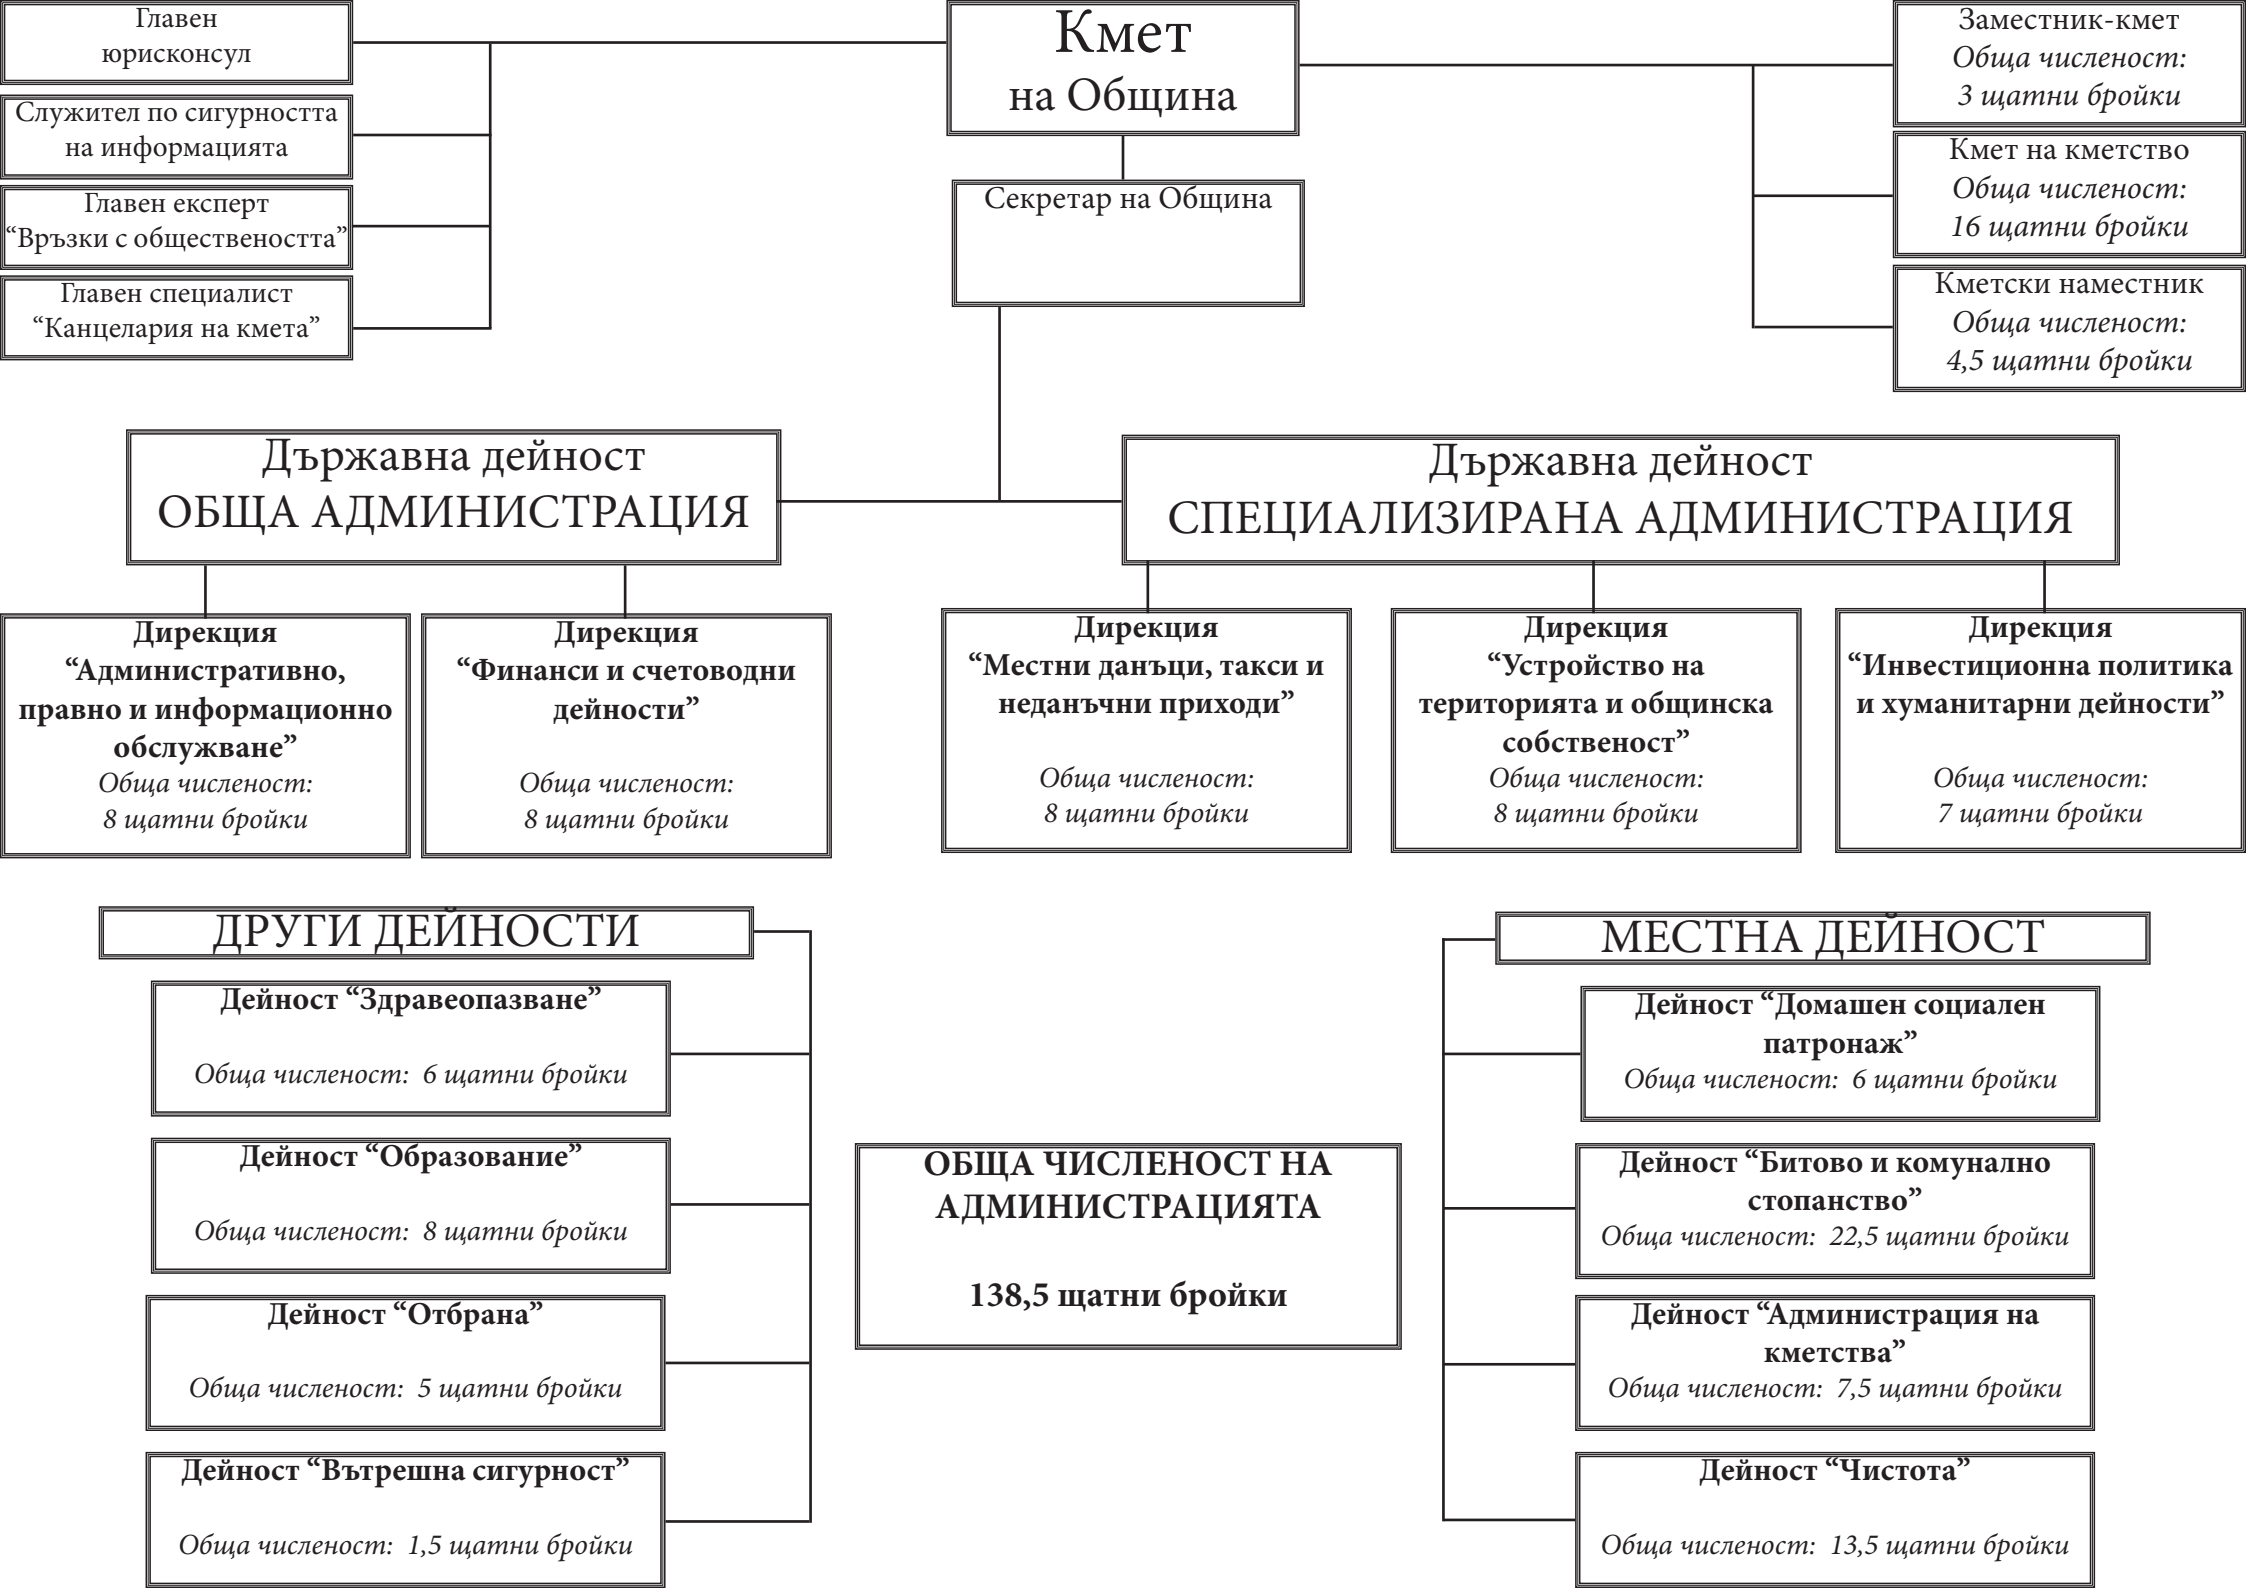 Главен
юрисконсул
Служител по сигурността
на информацията
Главен експерт
“Връзки с обществеността”
Главен специалист
“Канцелария на кмета”
Кмет
на Община
Секретар на Община
Заместник-кмет
Обща численост:
3 щатни бройки
Кмет на кметство
Обща численост:
16 щатни бройки
Кметски наместник
Обща численост:
4,5 щатни бройки
Държавна дейност
ОБЩА АДМИНИСТРАЦИЯ
Държавна дейност
СПЕЦИАЛИЗИРАНА АДМИНИСТРАЦИЯ
Дирекция
“Административно,
правно и информационно
обслужване”
Обща численост:
8 щатни бройки
Дирекция
“Финанси и счетоводни
дейности”
Обща численост:
8 щатни бройки
Дирекция
“Местни данъци, такси и
неданъчни приходи”
Обща численост:
8 щатни бройки
Дирекция
“Устройство на
територията и общинска
собственост”
Обща численост:
8 щатни бройки
Дирекция
“Инвестиционна политика
и хуманитарни дейности”
Обща численост:
7 щатни бройки
ДРУГИ ДЕЙНОСТИ
Дейност “Здравеопазване”
Обща численост: 6 щатни бройки
Дейност “Образование”
Обща численост: 8 щатни бройки
Дейност “Отбрана”
Обща численост: 5 щатни бройки
Дейност “Вътрешна сигурност”
Обща численост: 1,5 щатни бройки
ОБЩА ЧИСЛЕНОСТ НА
АДМИНИСТРАЦИЯТА
138,5 щатни бройки
МЕСТНА ДЕЙНОСТ
Дейност “Домашен социален
патронаж”
Обща численост: 6 щатни бройки
Дейност “Битово и комунално
стопанство”
Обща численост: 22,5 щатни бройки
Дейност “Администрация на
кметства”
Обща численост: 7,5 щатни бройки
Дейност “Чистота”
Обща численост: 13,5 щатни бройки